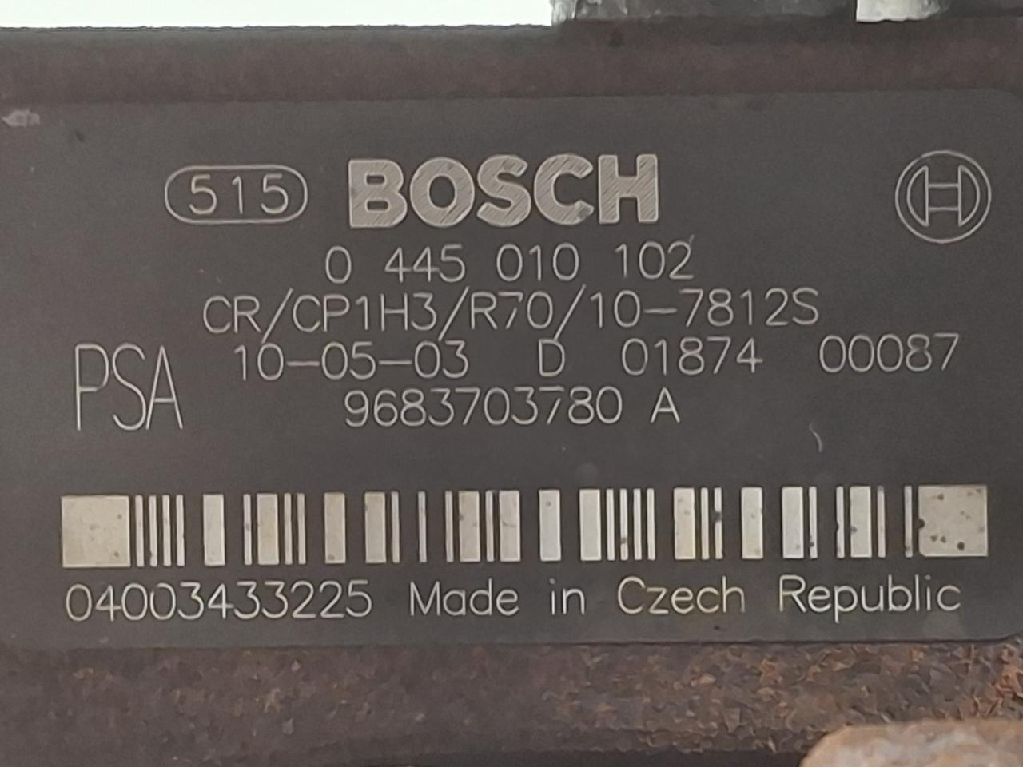 515 BOSCH
0 445 010 102
CR/CP1H3/R70/10-7812S
PSA 10-05-03 D 01874 00087
9683703780 A
04003433225 Made in Czech Republic